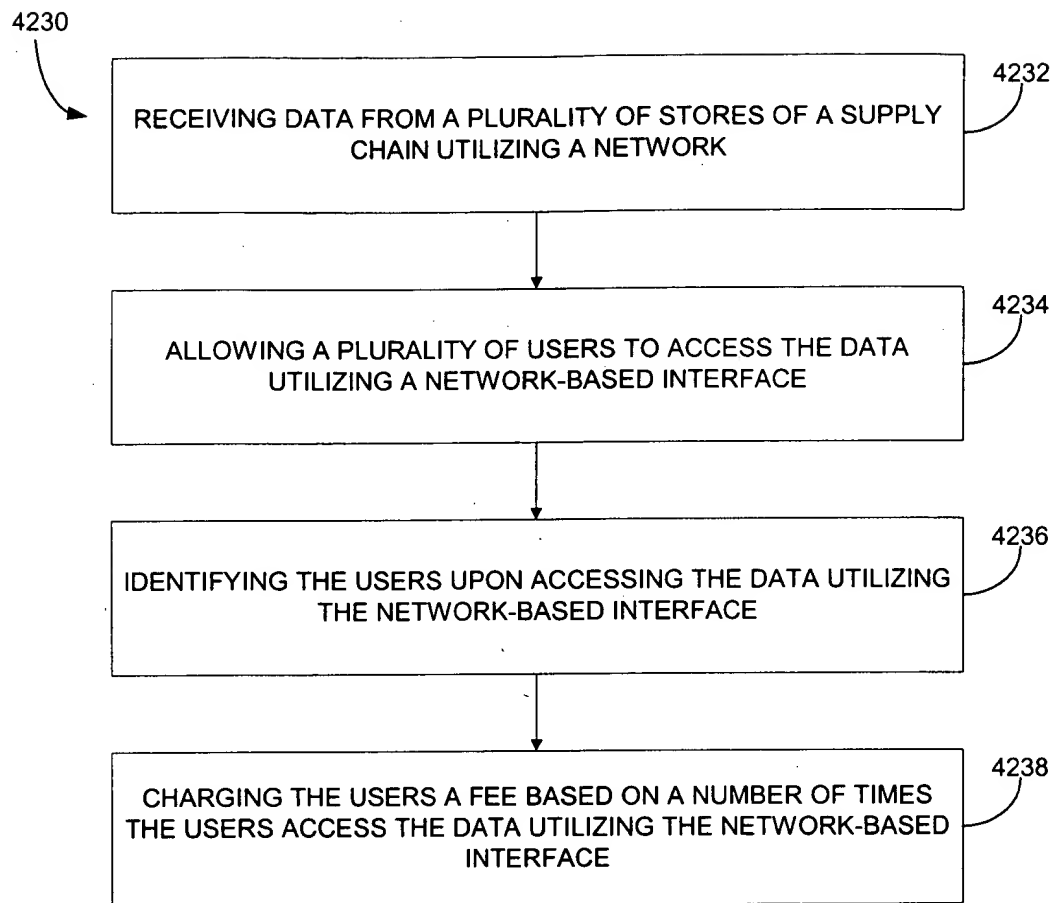 4230
4232
RECEIVING DATA FROM A PLURALITY OF STORES OF A SUPPLY
CHAIN UTILIZING A NETWORK
4234
ALLOWING A PLURALITY OF USERS TO ACCESS THE DATA
UTILIZING A NETWORK-BASED INTERFACE
4236
IDENTIFYING THE USERS UPON ACCESSING THE DATA UTILIZING
THE NETWORK-BASED INTERFACE
4238
CHARGING THE USERS A FEE BASED ON A NUMBER OF TIMES
THE USERS ACCESS THE DATA UTILIZING THE NETWORK-BASED
INTERFACE